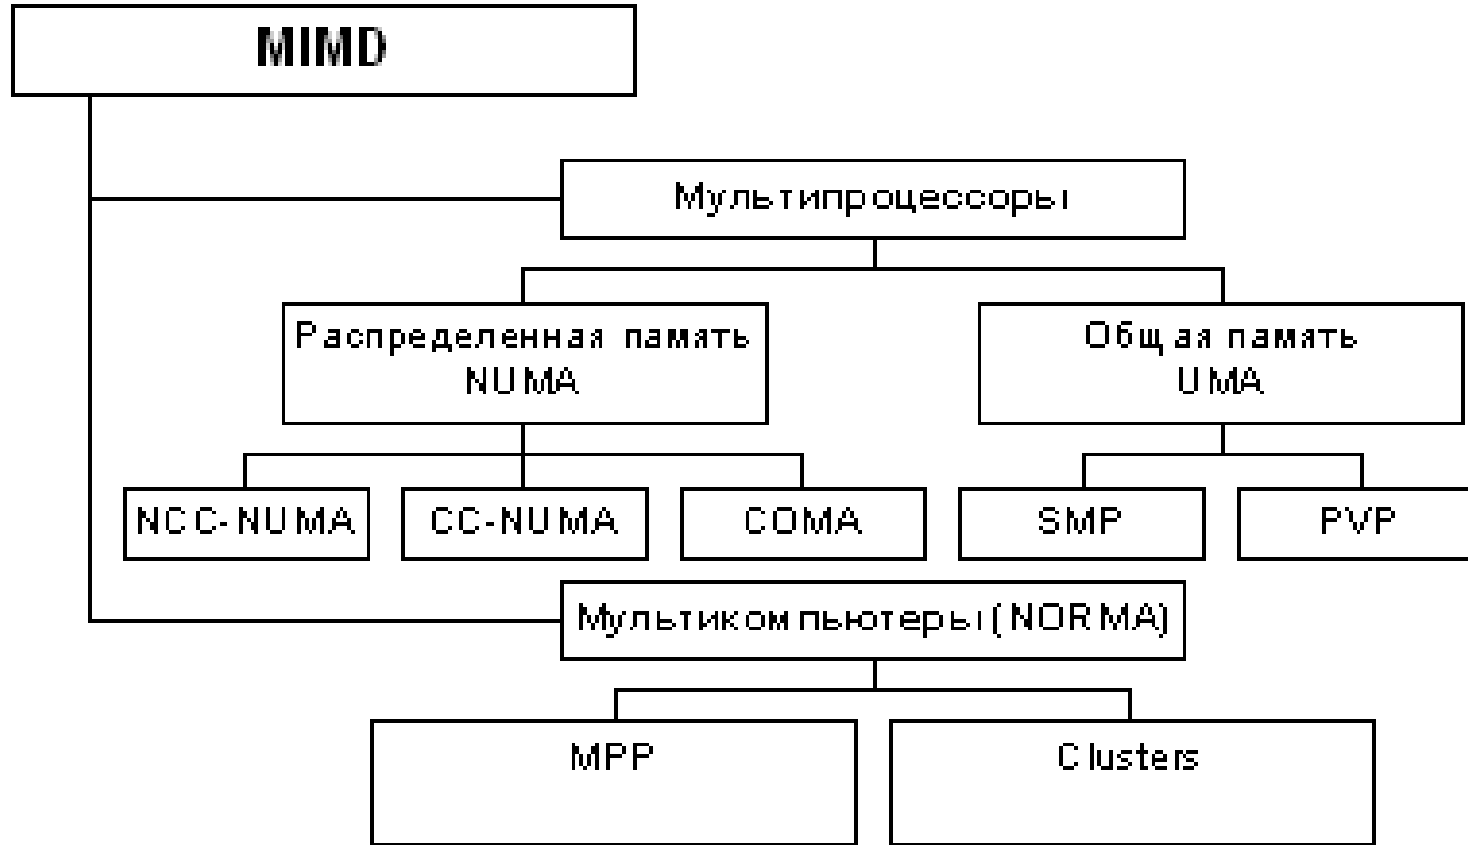 MIMD
Мультипроцессоры
Распределенная память
NUMA
Общая память
UMA
NCC-NUMA
CC-NUMA
COMA
SMP
PVP
Мультикомпьютеры (NORMA)
MPP
Clusters